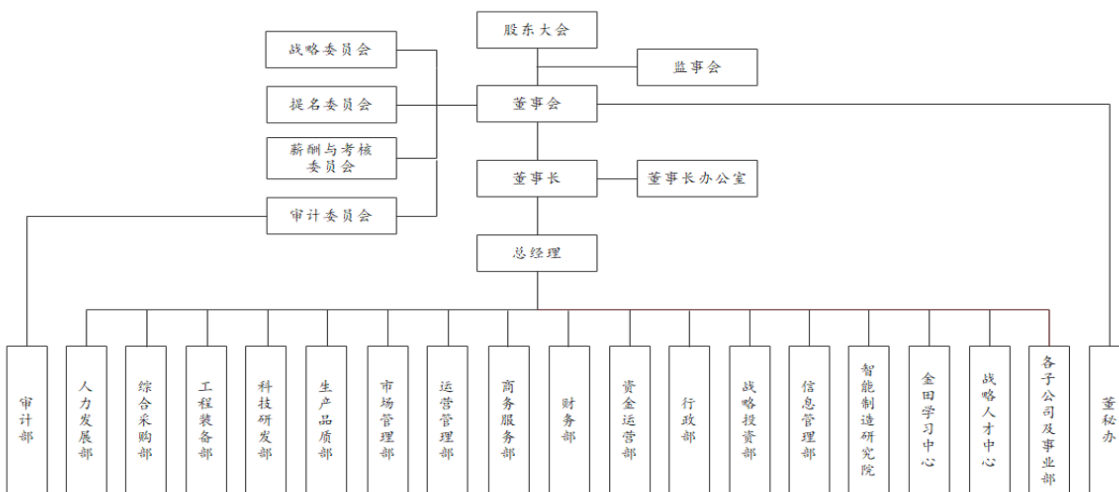 股东大会
战略委员会
监事会
提名委员会
董事会
薪酬与考核
委员会
董事长
董事长办公室
审计委员会
总经理
审计部
人力发展部
综合采购部
工程装备部
科技研发部
生产品质部
市场管理部
运营管理部
商务服务部
财务部
资金运营部
行政部
战略投资部
信息管理部
智能制造研究院
金田学习中心
战略人才中心
各子公司及事业部
董秘办